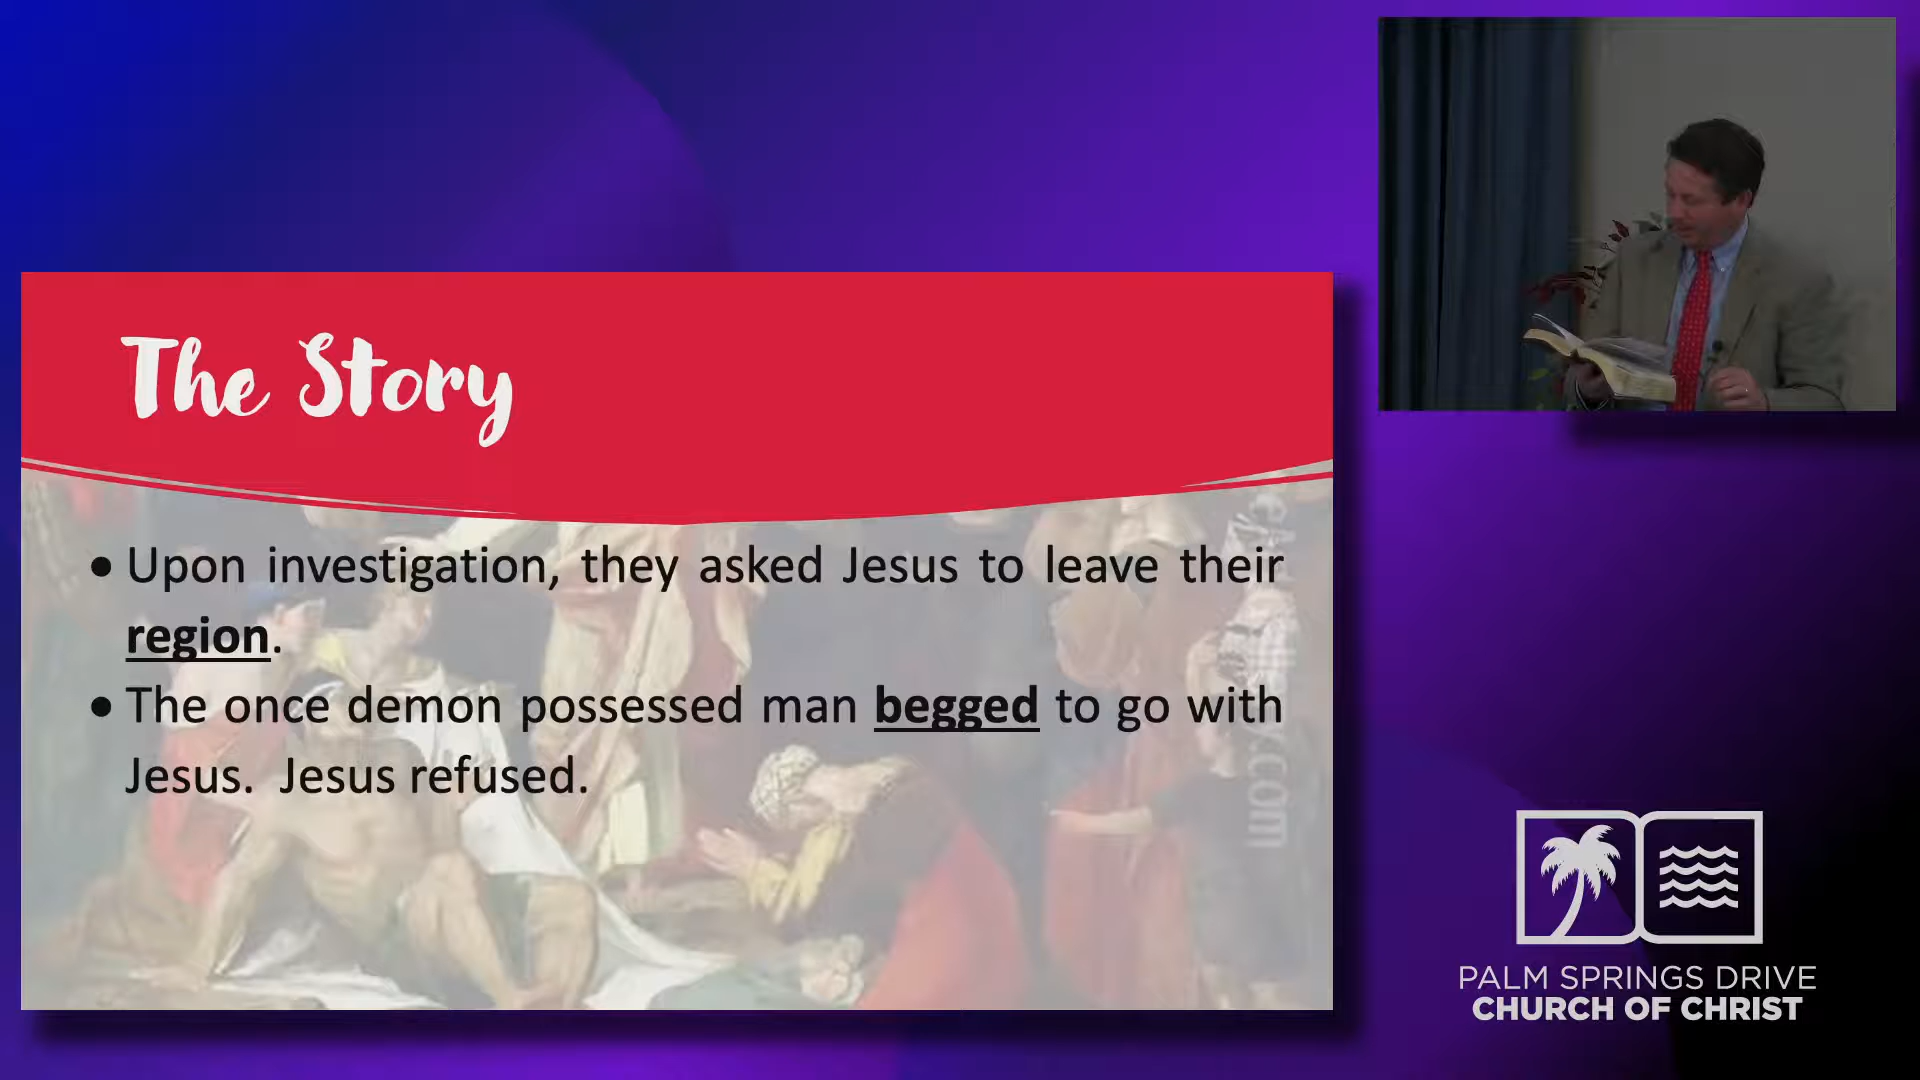 The Story
• Upon investigation, they asked Jesus to leave their
region.
• The once demon possessed man begged to go with
Jesus. Jesus refused.
PALM SPRINGS DRIVE
CHURCH OF CHRIST